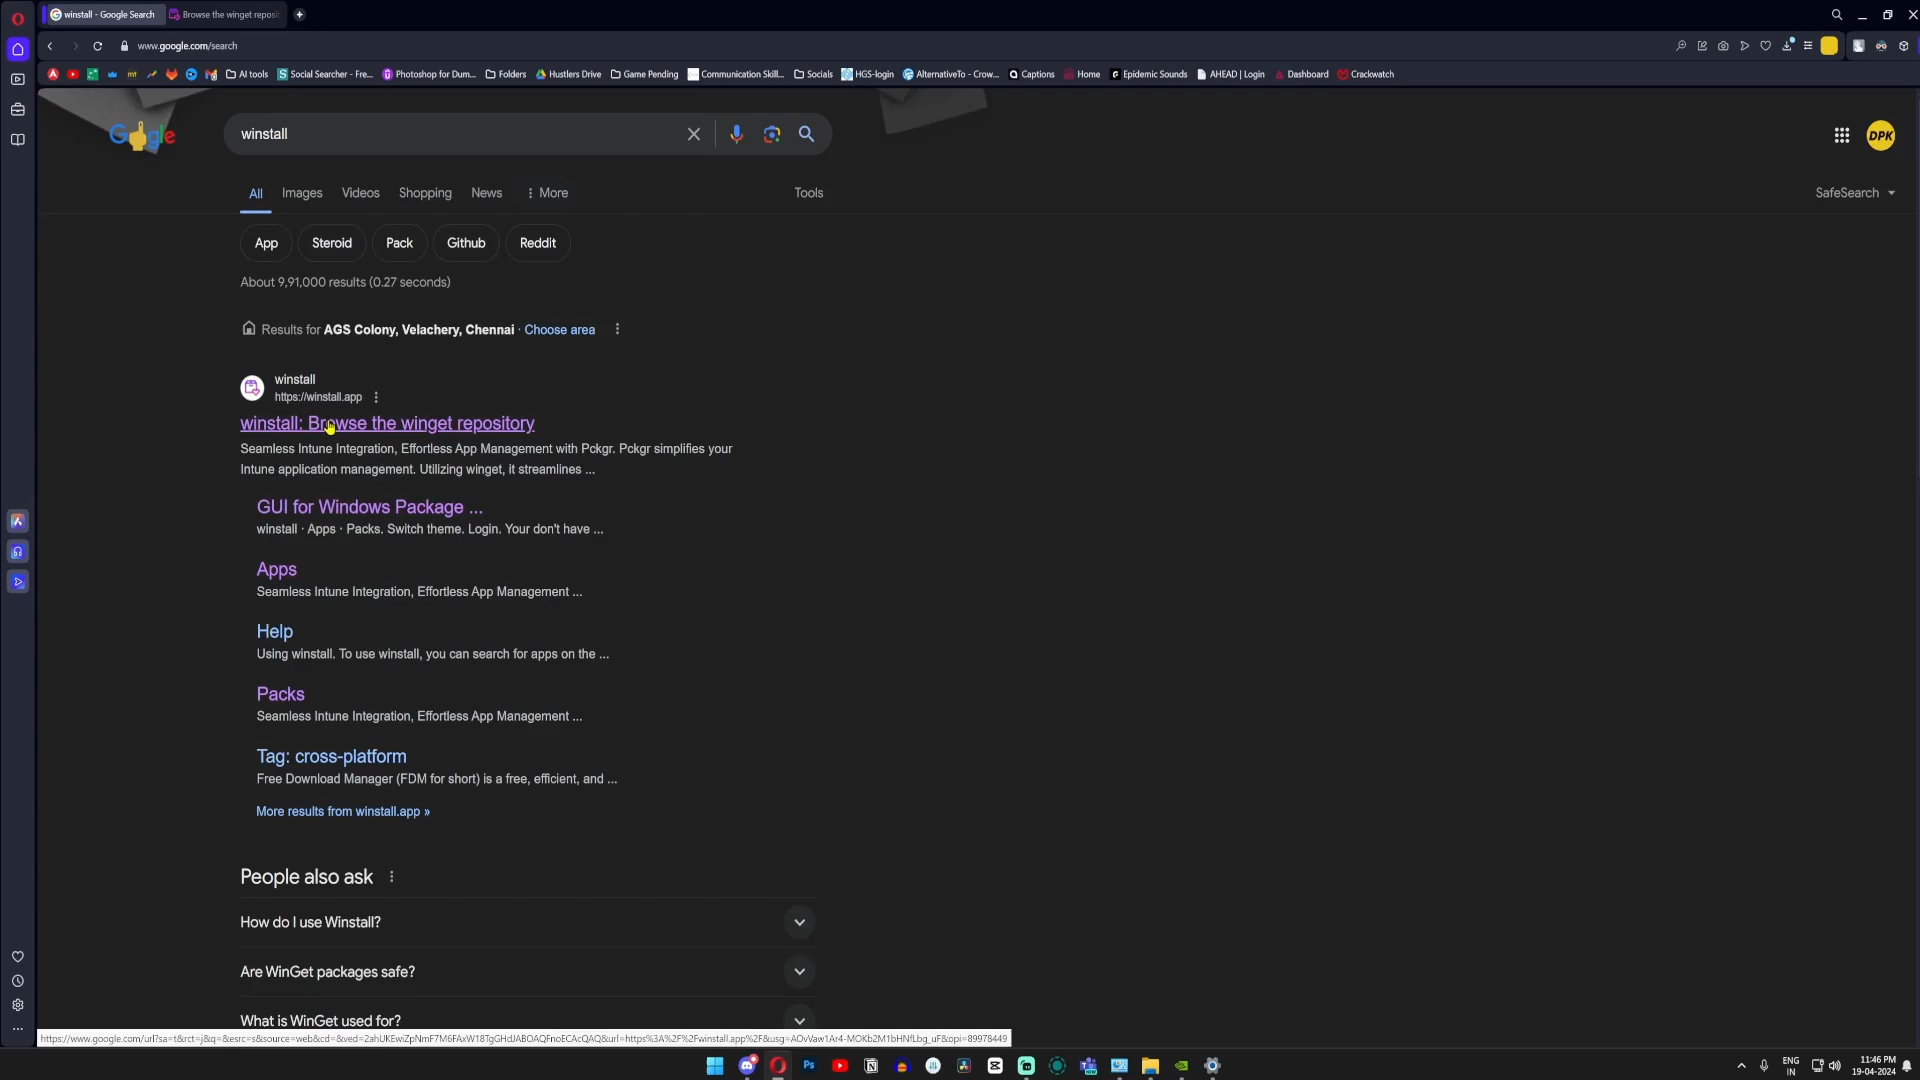 winstall - Google Search
Browse the winget reposit
www.google.com/search
AI tools
Social Searcher - Fre...
Photoshop for Dum...
Folders
Hustlers Drive
Game Pending
Communication Skill...
Socials
HGS-login
AlternativeTo - Crow...
Captions
Home
Epidemic Sounds
AHEAD | Login
Dashboard
Crackwatch
winstall
DPK
All Images Videos Shopping News More Tools
SafeSearch
App Steroid Pack Github Reddit
About 9,91,000 results (0.27 seconds)
Results for AGS Colony, Velachery, Chennai · Choose area
winstall
https://winstall.app
winstall: Browse the winget repository
Seamless Intune Integration, Effortless App Management with Pckgr. Pckgr simplifies your
Intune application management. Utilizing winget, it streamlines ...
GUI for Windows Package ...
winstall · Apps · Packs. Switch theme. Login. Your don't have ...
Apps
Seamless Intune Integration, Effortless App Management ...
Help
Using winstall. To use winstall, you can search for apps on the ...
Packs
Seamless Intune Integration, Effortless App Management ...
Tag: cross-platform
Free Download Manager (FDM for short) is a free, efficient, and ...
More results from winstall.app »
People also ask
How do I use Winstall?
Are WinGet packages safe?
What is WinGet used for?
Ps
ENG
IN
11:46 PM
19-04-2024